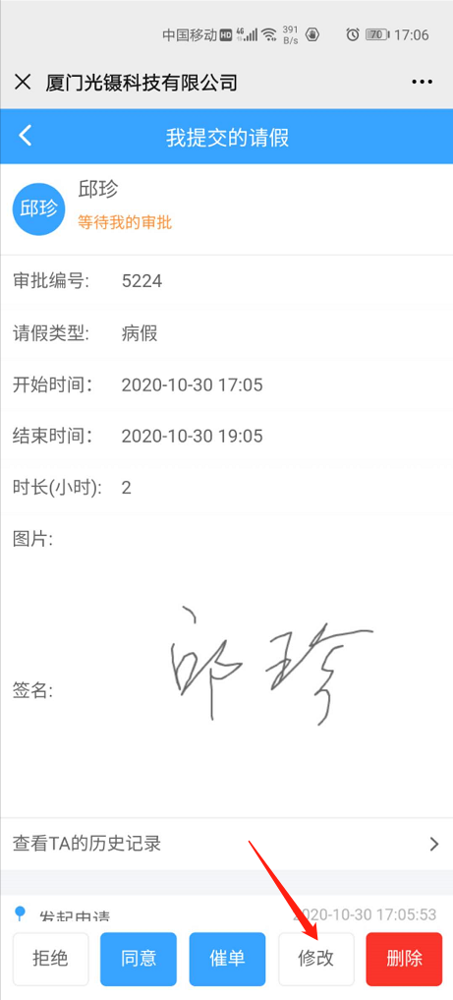 中国移动 HD 4G 391 B/s 70 17:06
厦门光镊科技有限公司
我提交的请假
邱珍
邱珍
等待我的审批
审批编号: 5224
请假类型: 病假
开始时间: 2020-10-30 17:05
结束时间: 2020-10-30 19:05
时长(小时): 2
图片:
签名: 邱珍
查看TA的历史记录
发起申请 2020-10-30 17:05:53
拒绝 同意 催单 修改 删除